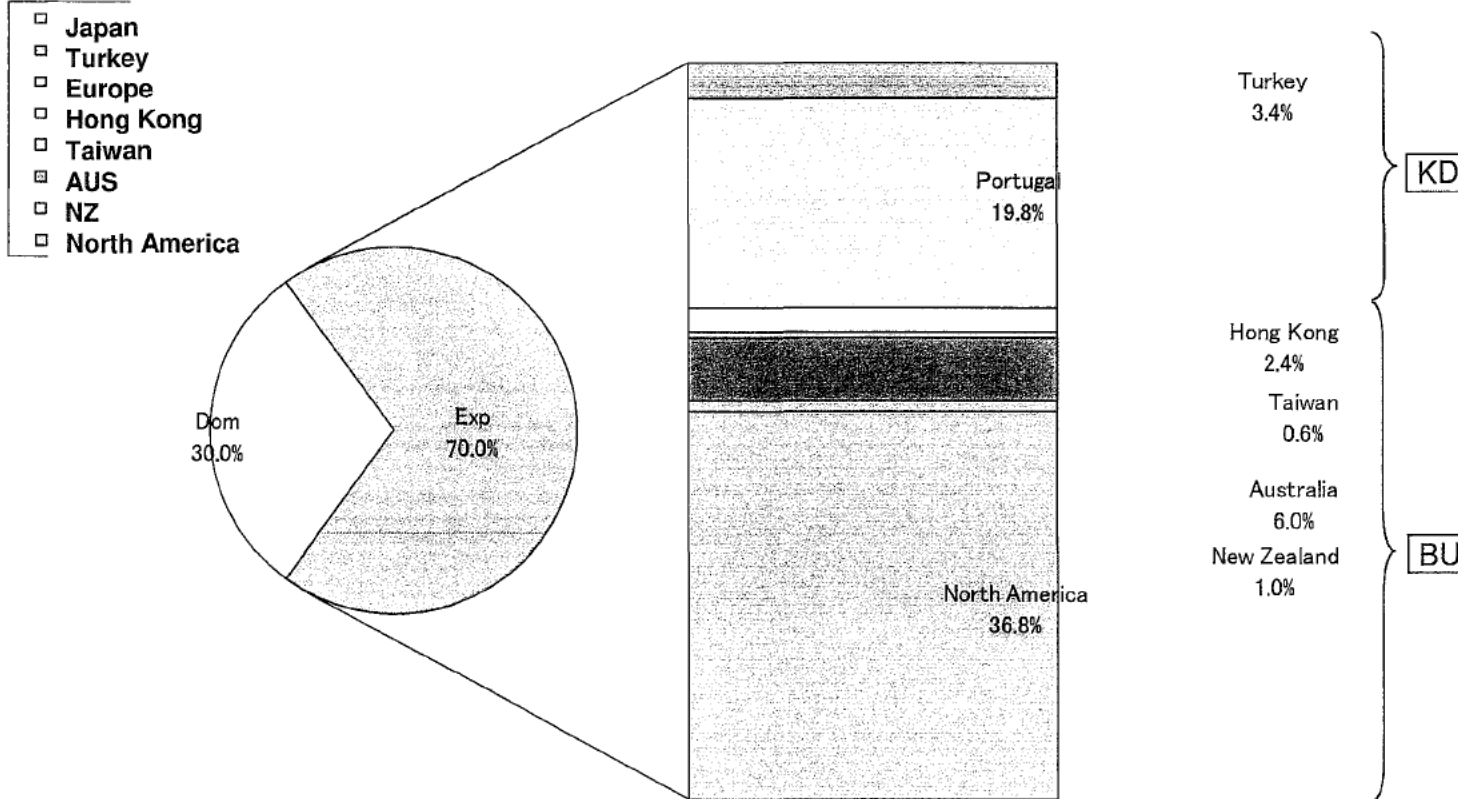 Japan
Turkey
Europe
Hong Kong
Taiwan
AUS
NZ
North America
Dom
30.0%
Exp
70.0%
Portugal
19.8%
North America
36.8%
Turkey
3.4%
Hong Kong
2.4%
Taiwan
0.6%
Australia
6.0%
New Zealand
1.0%
KD
BU